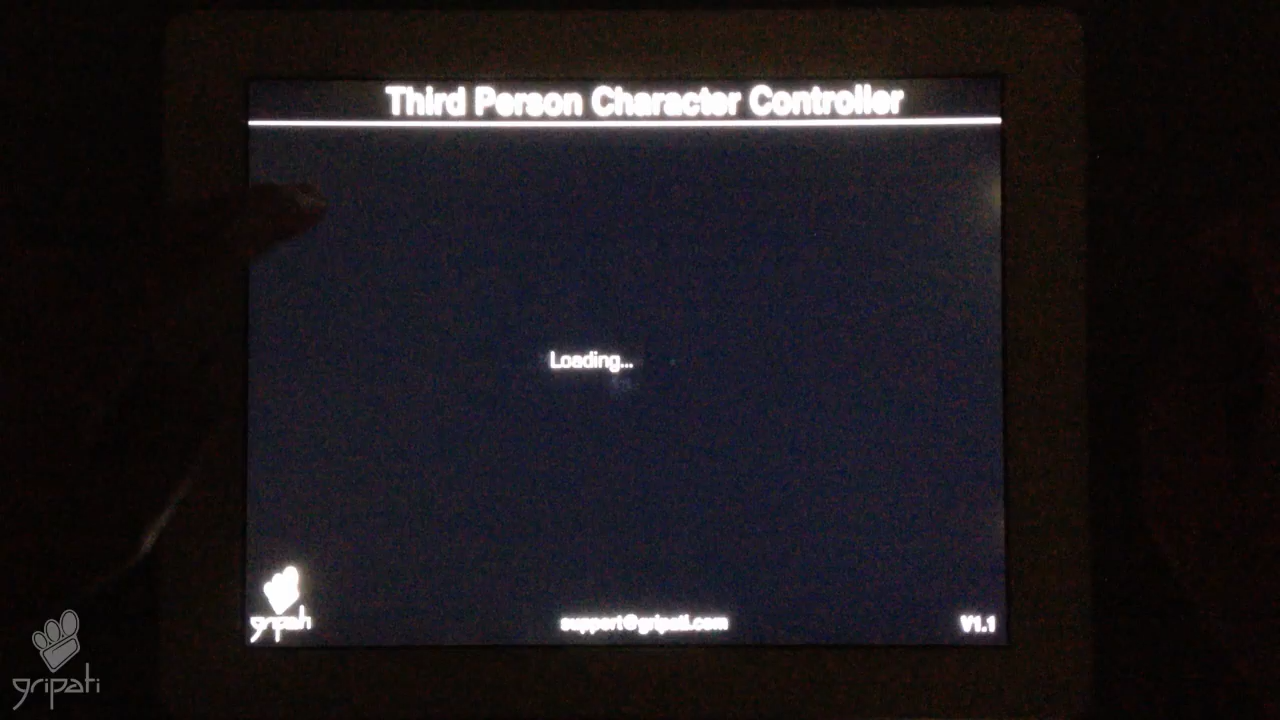 Third Person Character Controller
Loading...
gripati
support@gripati.com
V1.1
gripati